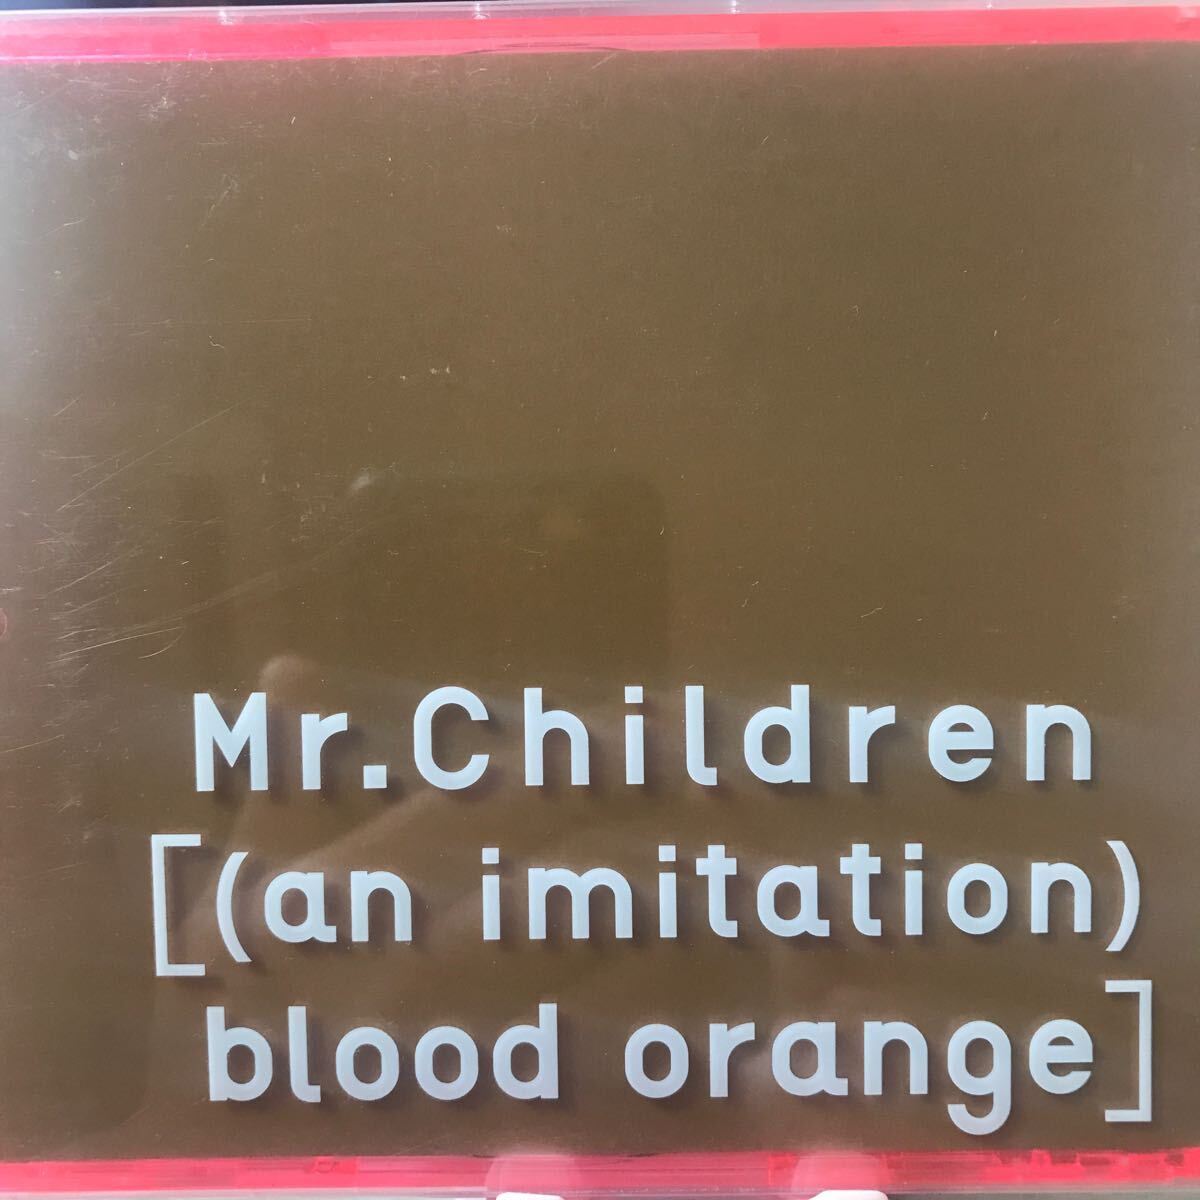 Mr.Children
[(an imitation)
blood orange]